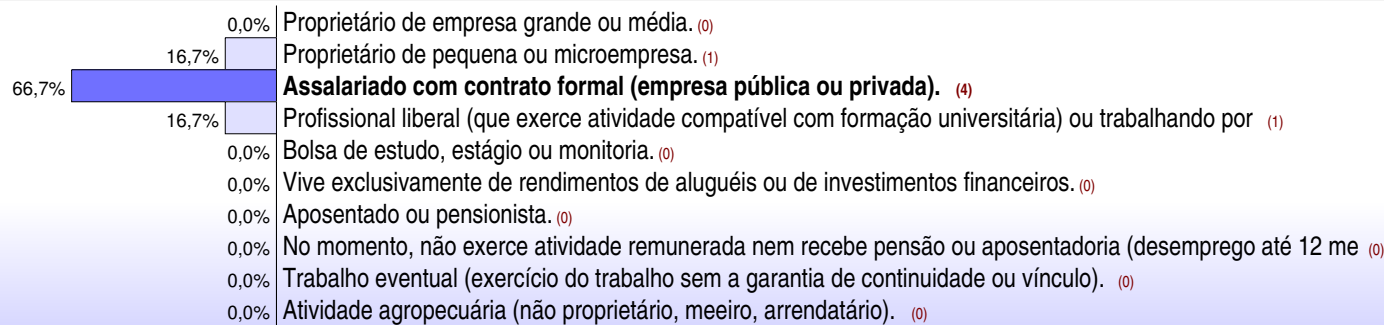 0,0% Proprietário de empresa grande ou média. (0)
16,7% Proprietário de pequena ou microempresa. (1)
66,7% Assalariado com contrato formal (empresa pública ou privada). (4)
16,7% Profissional liberal (que exerce atividade compatível com formação universitária) ou trabalhando por (1)
0,0% Bolsa de estudo, estágio ou monitoria. (0)
0,0% Vive exclusivamente de rendimentos de aluguéis ou de investimentos financeiros. (0)
0,0% Aposentado ou pensionista. (0)
0,0% No momento, não exerce atividade remunerada nem recebe pensão ou aposentadoria (desemprego até 12 me (0)
0,0% Trabalho eventual (exercício do trabalho sem a garantia de continuidade ou vínculo). (0)
0,0% Atividade agropecuária (não proprietário, meeiro, arrendatário). (0)